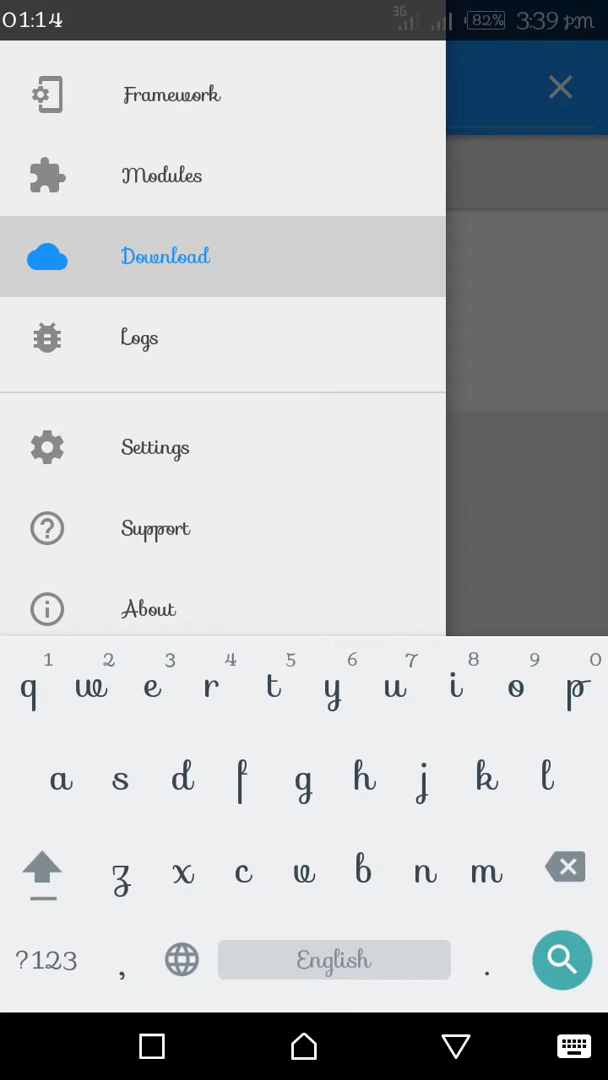 01:14 3G 82% 3:39 pm
Framework
Modules
Download
Logs
Settings
Support
About
1 2 3 4 5 6 7 8 9 0
q w e r t y u i o p
a s d f g h j k l
z x c v b n m
?123 , English .